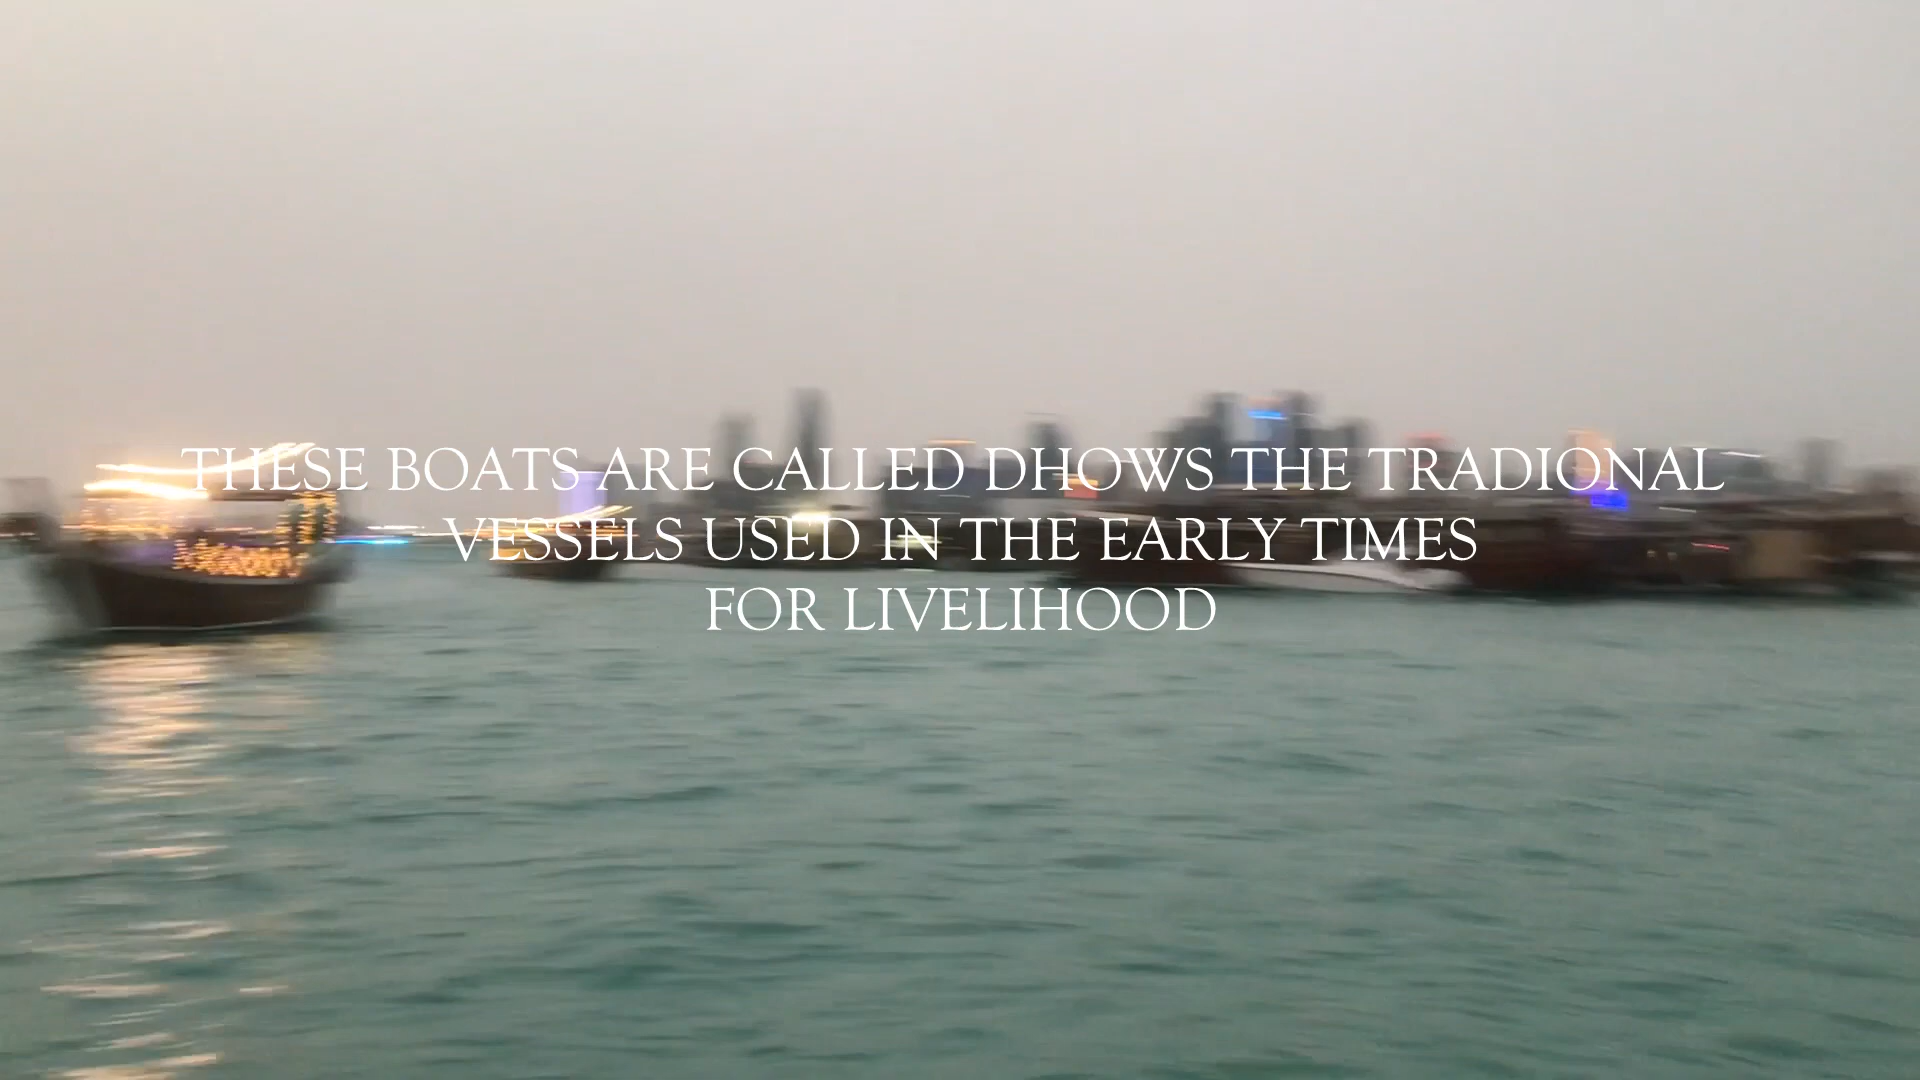 THESE BOATS ARE CALLED DHOWS THE TRADIONAL
VESSELS USED IN THE EARLY TIMES
FOR LIVELIHOOD